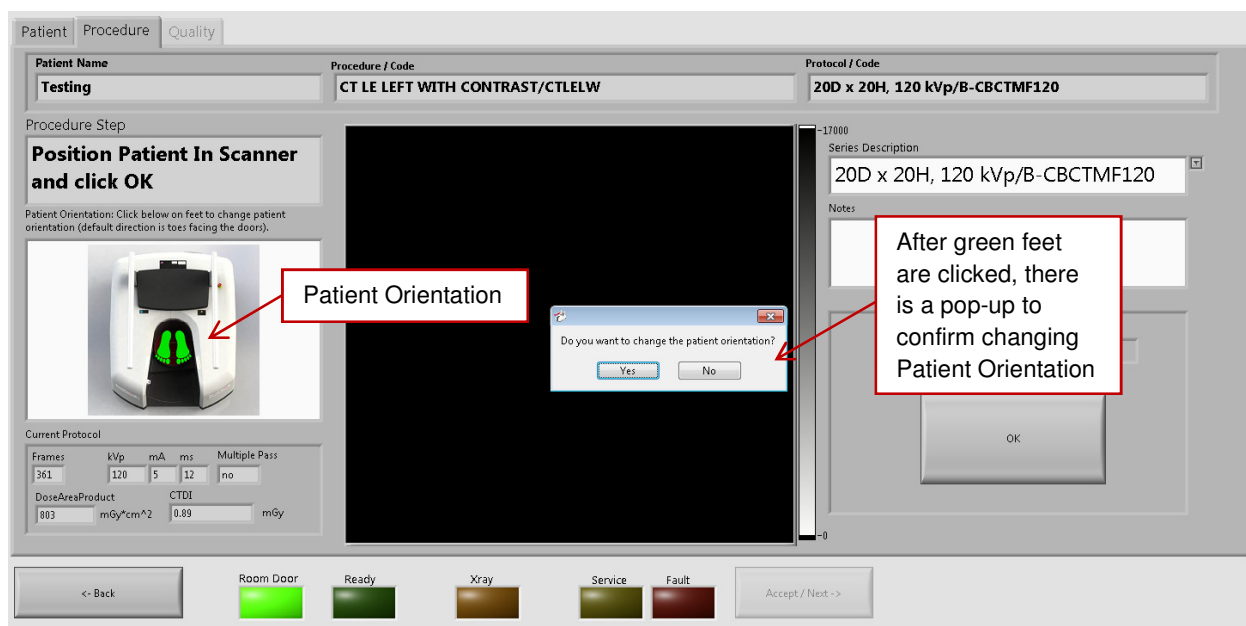 Patient Procedure Quality
Patient Name
Testing
Procedure / Code
CT LE LEFT WITH CONTRAST/CTLELW
Protocol / Code
20D x 20H, 120 kVp/B-CBCTMF120
Procedure Step
Position Patient In Scanner
and click OK
Patient Orientation: Click below on feet to change patient
orientation (default direction is toes facing the doors).
Patient Orientation
Current Protocol
Frames kVp mA ms Multiple Pass
361 120 5 12 no
DoseAreaProduct CTDI
803 mGy*cm^2 0.89 mGy
Do you want to change the patient orientation?
Yes No
-17000
-0
Series Description
20D x 20H, 120 kVp/B-CBCTMF120
Notes
After green feet
are clicked, there
is a pop-up to
confirm changing
Patient Orientation
OK
<- Back
Room Door Ready Xray Service Fault
Accept / Next ->